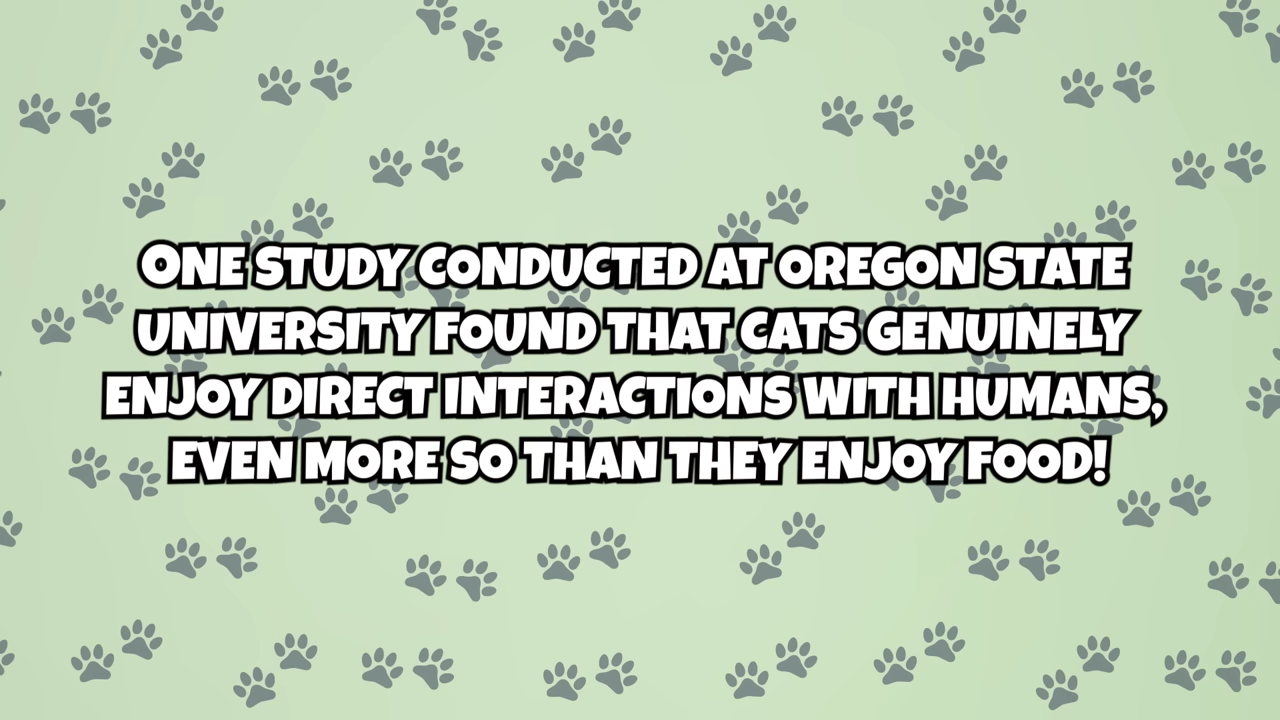 ONE STUDY CONDUCTED AT OREGON STATE
UNIVERSITY FOUND THAT CATS GENUINELY
ENJOY DIRECT INTERACTIONS WITH HUMANS,
EVEN MORE SO THAN THEY ENJOY FOOD!